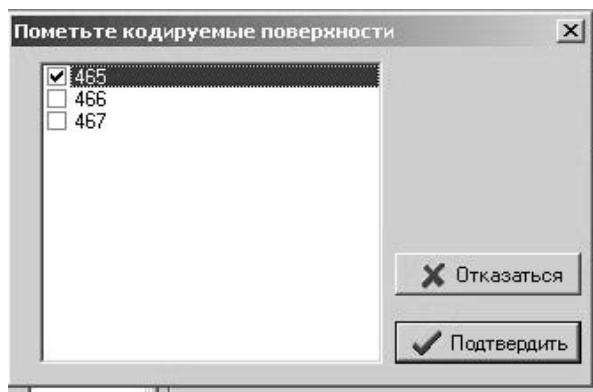 Пометьте кодируемые поверхности
465
466
467
Отказаться
Подтвердить